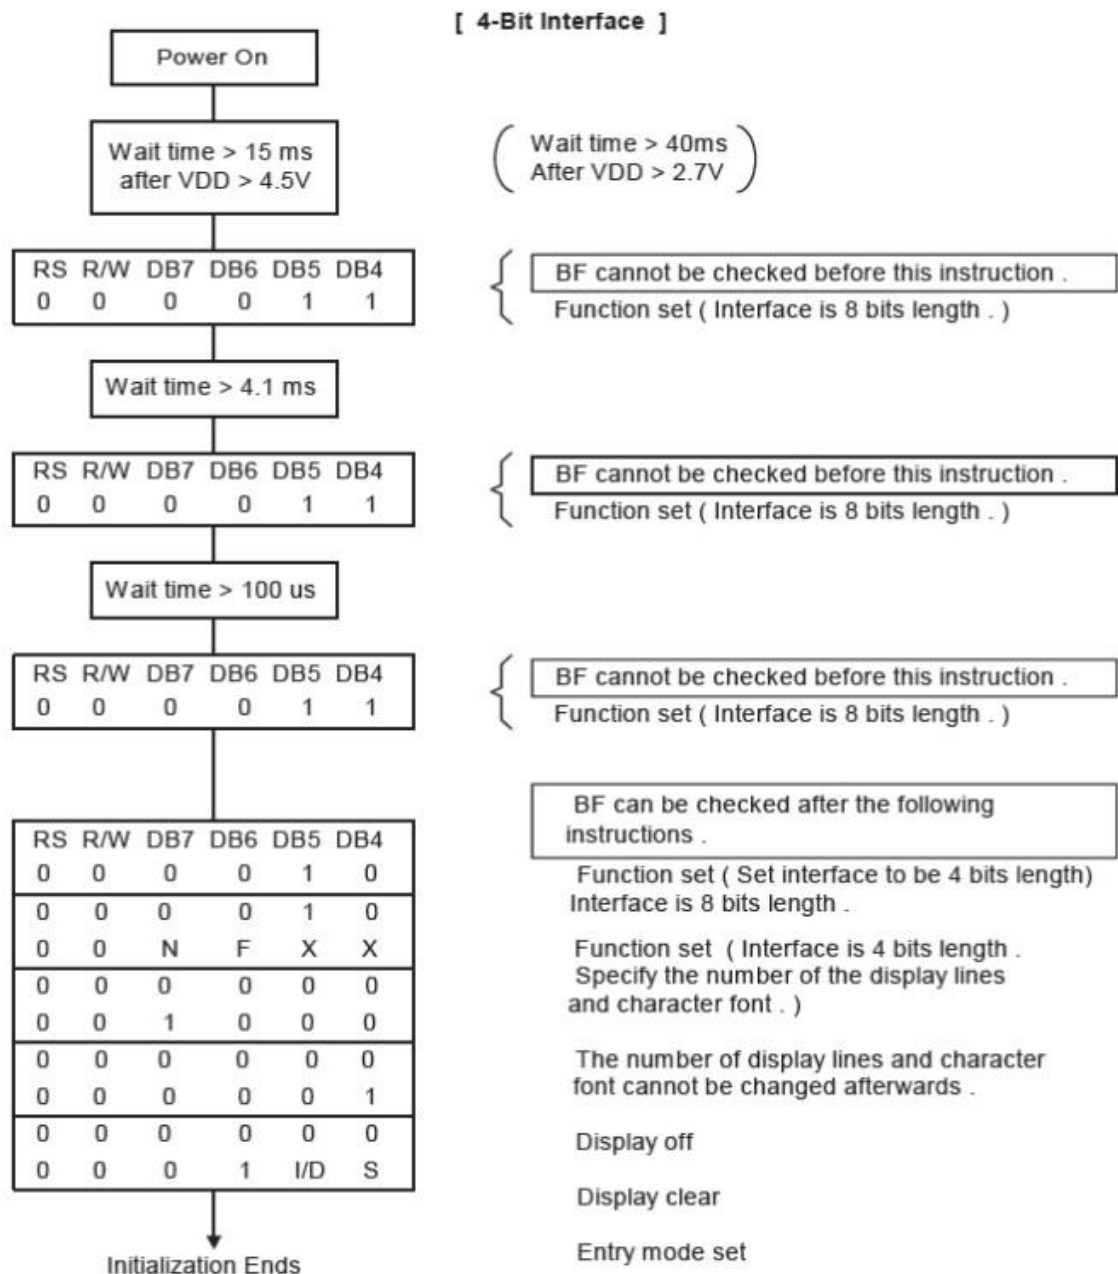 [ 4-Bit Interface ]
Power On
Wait time > 15 ms
after VDD > 4.5V
Wait time > 40ms
After VDD > 2.7V
RS R/W DB7 DB6 DB5 DB4
0 0 0 0 1 1
BF cannot be checked before this instruction .
Function set ( Interface is 8 bits length . )
Wait time > 4.1 ms
RS R/W DB7 DB6 DB5 DB4
0 0 0 0 1 1
BF cannot be checked before this instruction .
Function set ( Interface is 8 bits length . )
Wait time > 100 us
RS R/W DB7 DB6 DB5 DB4
0 0 0 0 1 1
BF cannot be checked before this instruction .
Function set ( Interface is 8 bits length . )
RS R/W DB7 DB6 DB5 DB4
0 0 0 0 1 0
0 0 0 0 1 0
0 0 N F X X
0 0 0 0 0 0
0 0 1 0 0 0
0 0 0 0 0 0
0 0 0 0 0 1
0 0 0 0 0 0
0 0 0 1 I/D S
BF can be checked after the following
instructions .
Function set ( Set interface to be 4 bits length)
Interface is 8 bits length .
Function set ( Interface is 4 bits length .
Specify the number of the display lines
and character font . )
The number of display lines and character
font cannot be changed afterwards .
Display off
Display clear
Entry mode set
Initialization Ends